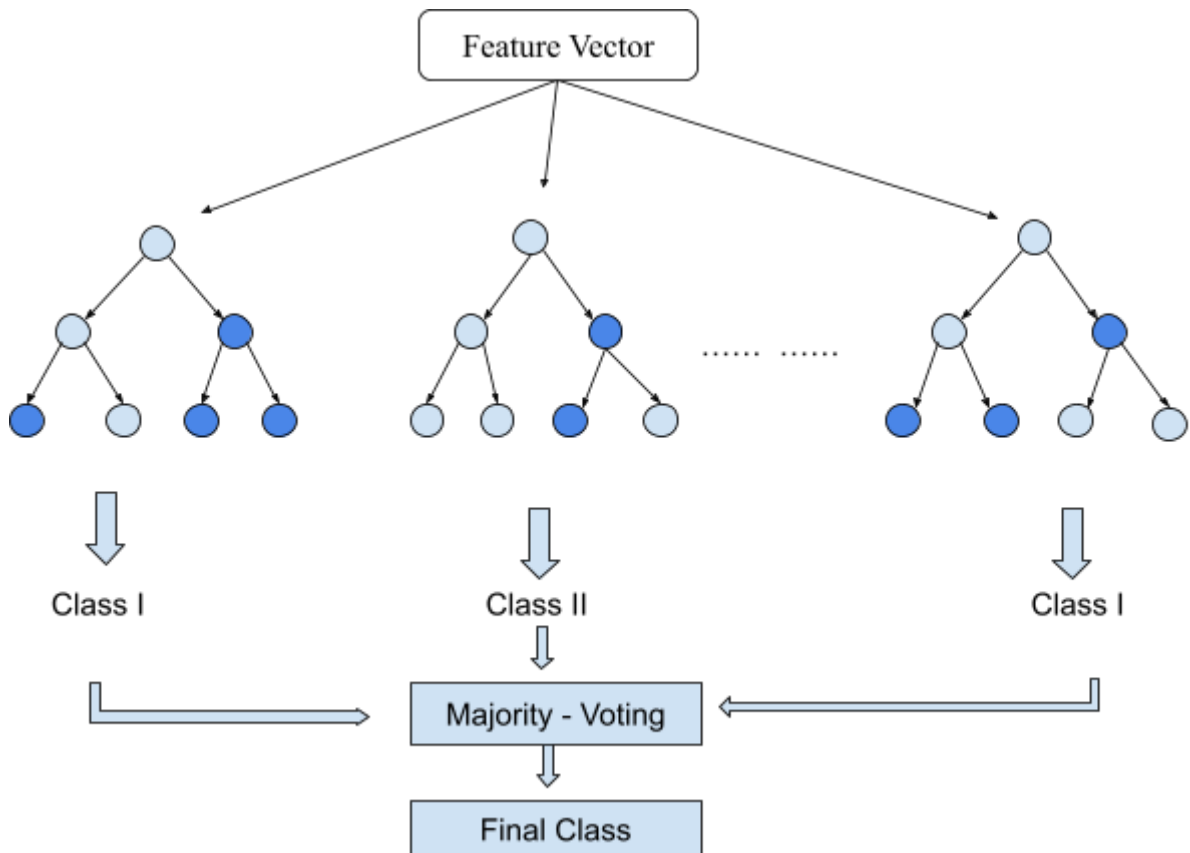 Feature Vector
...... ......
Class I
Class II
Class I
Majority - Voting
Final Class